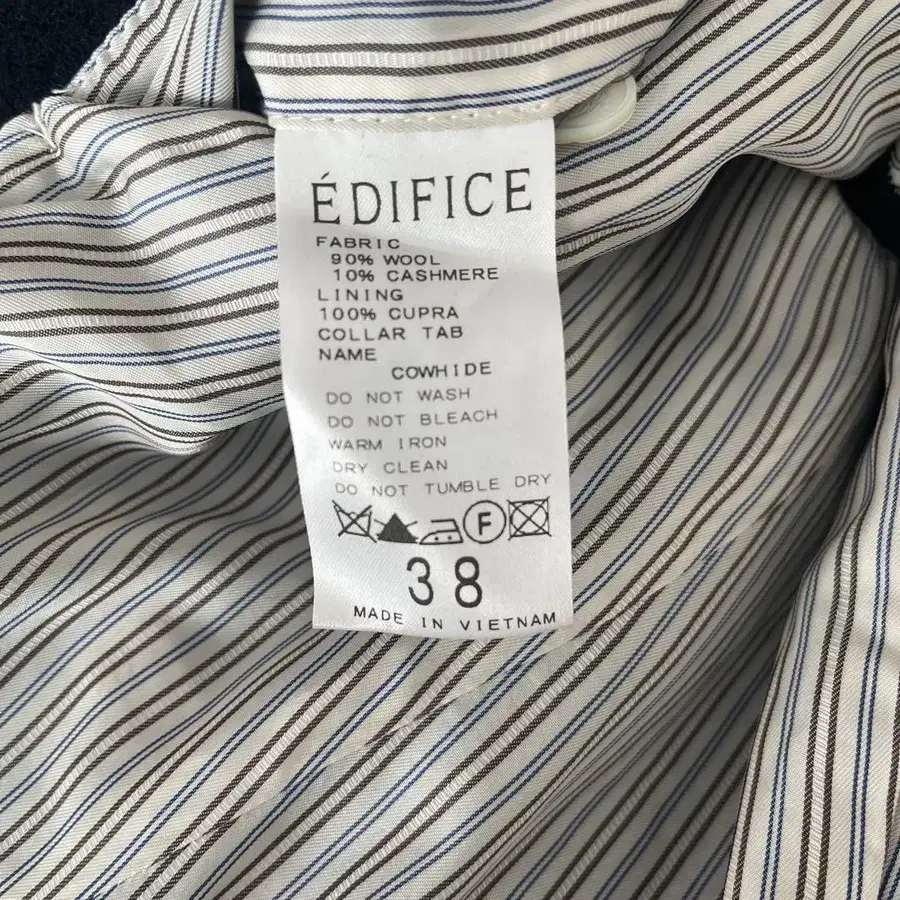 ÉDIFICE
FABRIC
90% WOOL
10% CASHMERE
LINING
100% CUPRA
COLLAR TAB
NAME
COWHIDE
DO NOT WASH
DO NOT BLEACH
WARM IRON
DRY CLEAN
DO NOT TUMBLE DRY
F
38
MADE IN VIETNAM